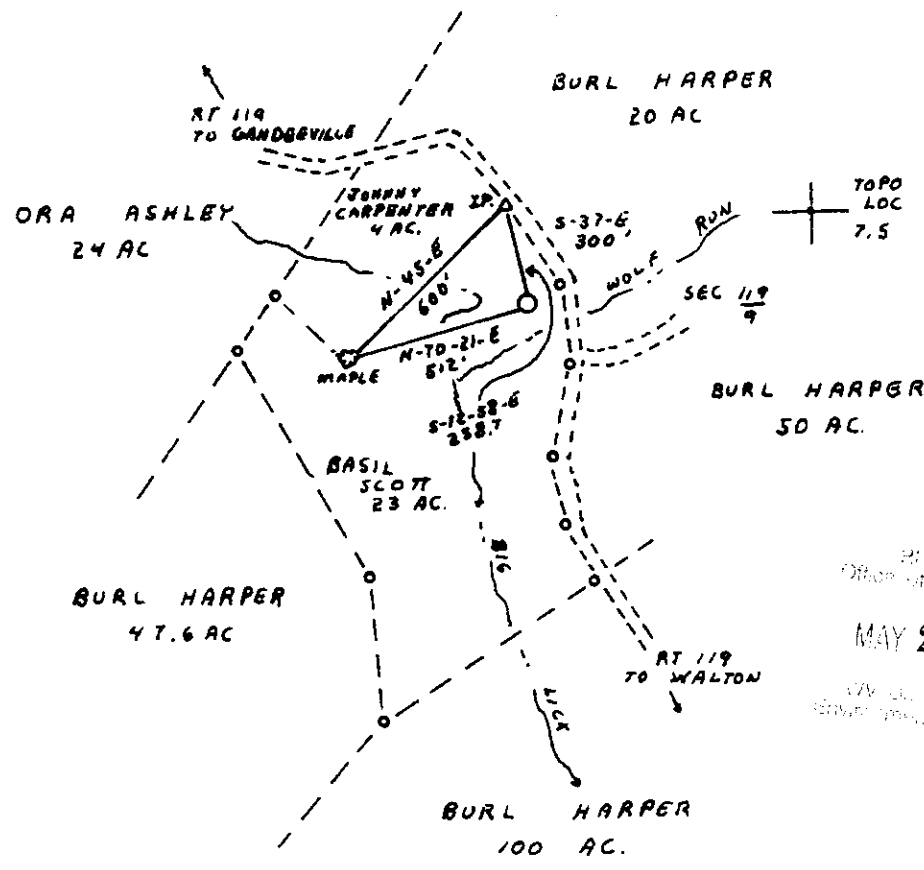 BURL HARPER
20 AC
RT 119
TO GANDEEVILLE
JOHNNY
CARPENTER
4 AC.
I.P.
ORA ASHLEY
24 AC
TOPO
LOC
7.5
S-37-E
300'
WOLF RUN
N-45-E
600'
SEC 119
9
N-70-21-E
512'
MAPLE
S-12-58-E
258.7
BURL HARPER
50 AC.
BASIL
SCOTT
23 AC.
BIG
BURL HARPER
47.6 AC
MAY
RT 119
TO WALTON
LICK
BURL HARPER
100 AC.